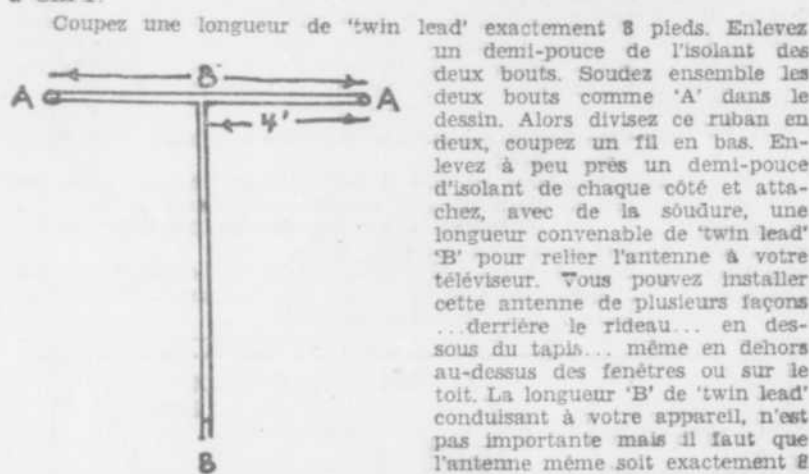 Coupez une longueur de 'twin lead' exactement 8 pieds. Enlevez
un demi-pouce de l'isolant des
deux bouts. Soudez ensemble les
deux bouts comme 'A' dans le
dessin. Alors divisez ce ruban en
deux, coupez un fil en bas. En-
levez à peu près un demi-pouce
d'isolant de chaque côté et atta-
chez, avec de la soudure, une
longueur convenable de 'twin lead'
'B' pour relier l'antenne à votre
téléviseur. Vous pouvez installer
cette antenne de plusieurs façons
...derrière le rideau... en des-
sous du tapis... même en dehors
au-dessus des fenêtres ou sur le
toit. La longueur 'B' de 'twin lead'
conduisant à votre appareil, n'est
pas importante mais il faut que
l'antenne même soit exactement 8
8'
A A
4'
B